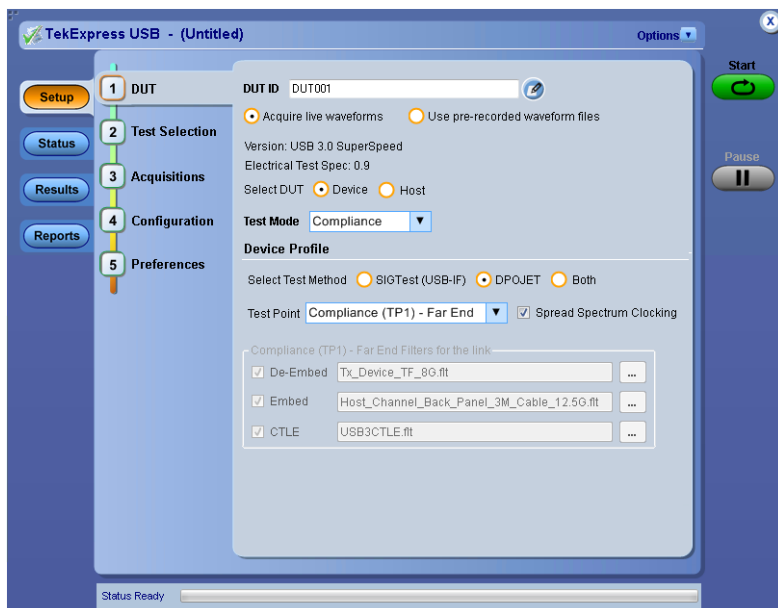 TekExpress USB - (Untitled)
Options
X
Start
Pause
Setup
Status
Results
Reports
1 DUT
2 Test Selection
3 Acquisitions
4 Configuration
5 Preferences
DUT ID DUT001
Acquire live waveforms Use pre-recorded waveform files
Version: USB 3.0 SuperSpeed
Electrical Test Spec: 0.9
Select DUT Device Host
Test Mode Compliance
Device Profile
Select Test Method SIGTest (USB-IF) DPOJET Both
Test Point Compliance (TP1) - Far End Spread Spectrum Clocking
Compliance (TP1) - Far End Filters for the link
De-Embed Tx_Device_TF_8G.flt ...
Embed Host_Channel_Back_Panel_3M_Cable_12.5G.flt ...
CTLE USB3CTLE.flt ...
Status Ready